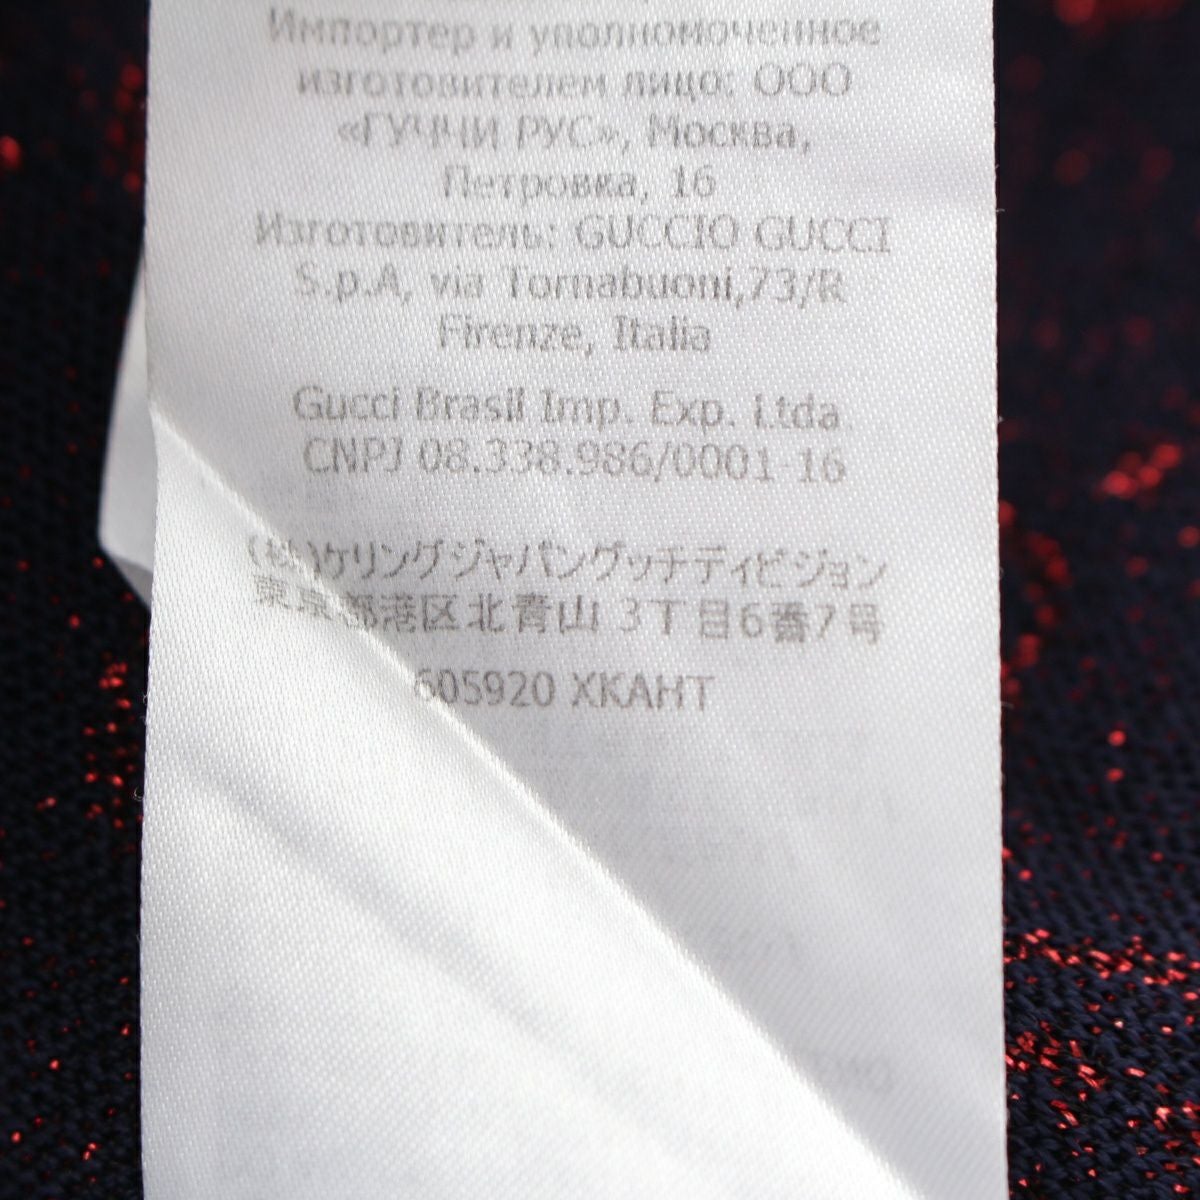 Импортер и уполномоченное
изготовителем лицо: ООО
«ГУЧЧИ РУС», Москва,
Петровка, 16
Изготовитель: GUCCIO GUCCI
S.p.A, via Tornabuoni,73/R
Firenze, Italia
Gucci Brasil Imp. Exp. Ltda
CNPJ 08.338.986/0001-16
(株)ケリングジャパングッチディビジョン
東京都港区北青山 3丁目6番7号
605920 XKAHT